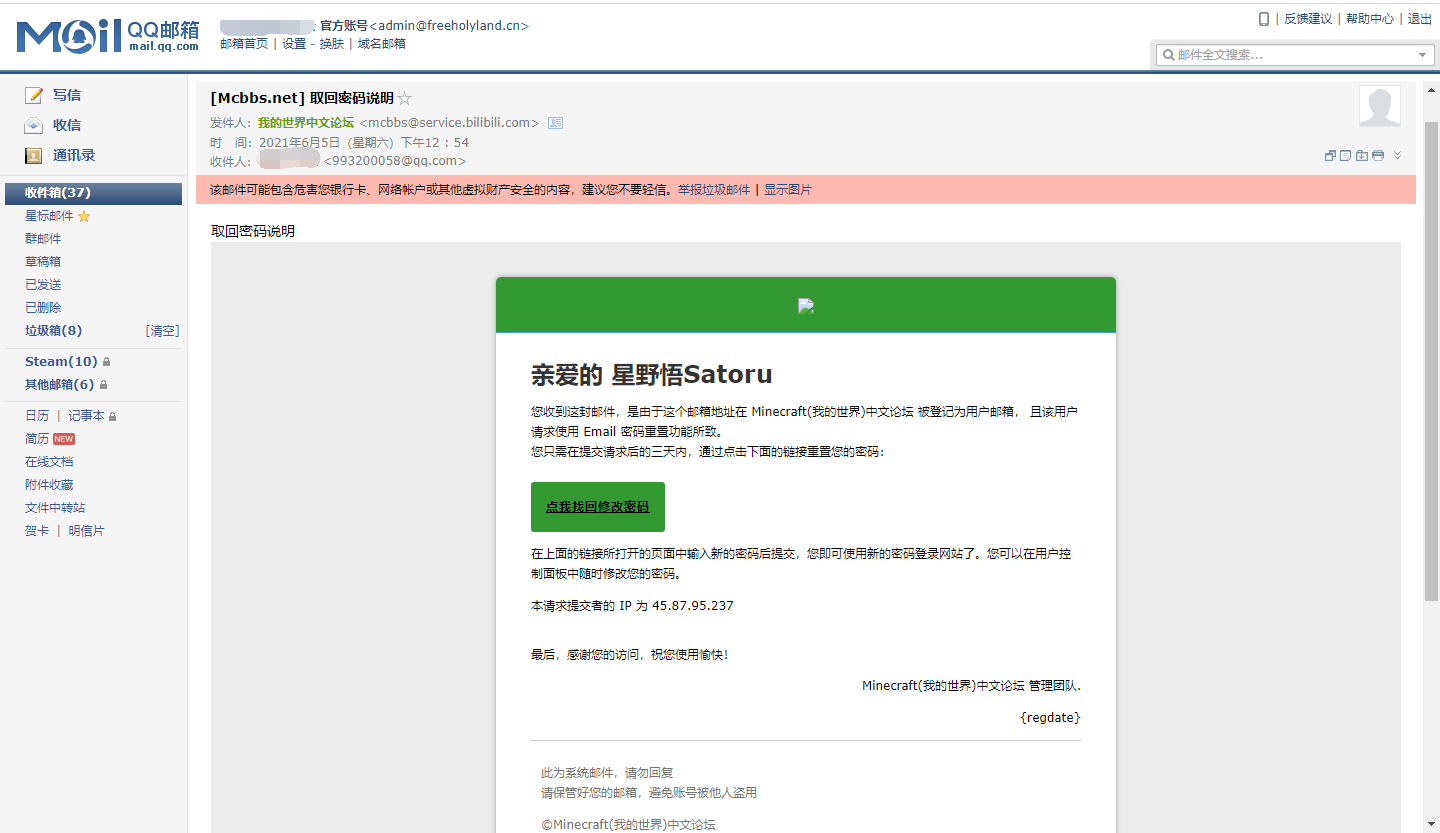 MOil QQ邮箱
mail.qq.com
官方账号<admin@freeholyland.cn>
邮箱首页 | 设置 - 换肤 | 域名邮箱
| 反馈建议 | 帮助中心 | 退出
邮件全文搜索...
写信
收信
通讯录
收件箱(37)
星标邮件
群邮件
草稿箱
已发送
已删除
垃圾箱(8) [清空]
Steam(10)
其他邮箱(6)
日历 | 记事本
简历 NEW
在线文档
附件收藏
文件中转站
贺卡 | 明信片
[Mcbbs.net] 取回密码说明☆
发件人：我的世界中文论坛 <mcbbs@service.bilibili.com>
时 间：2021年6月5日（星期六）下午12：54
收件人： <993200058@qq.com>
该邮件可能包含危害您银行卡、网络帐户或其他虚拟财产安全的内容，建议您不要轻信。举报垃圾邮件 | 显示图片
取回密码说明
亲爱的 星野悟Satoru
您收到这封邮件，是由于这个邮箱地址在 Minecraft(我的世界)中文论坛 被登记为用户邮箱， 且该用户
请求使用 Email 密码重置功能所致。
您只需在提交请求后的三天内，通过点击下面的链接重置您的密码：
点我找回修改密码
在上面的链接所打开的页面中输入新的密码后提交，您即可使用新的密码登录网站了。您可以在用户控
制面板中随时修改您的密码。
本请求提交者的 IP 为 45.87.95.237
最后，感谢您的访问，祝您使用愉快！
Minecraft(我的世界)中文论坛 管理团队.
{regdate}
此为系统邮件，请勿回复
请保管好您的邮箱，避免账号被他人盗用
©Minecraft(我的世界)中文论坛